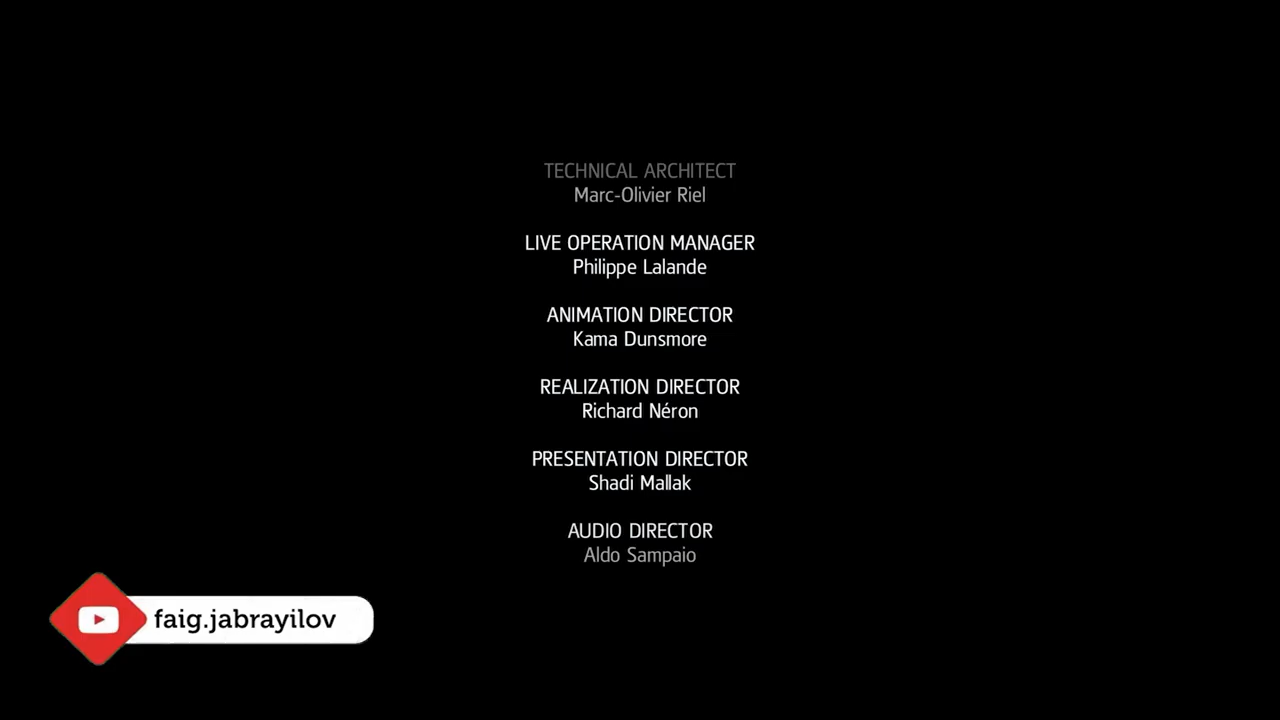 TECHNICAL ARCHITECT
Marc-Olivier Riel
LIVE OPERATION MANAGER
Philippe Lalande
ANIMATION DIRECTOR
Kama Dunsmore
REALIZATION DIRECTOR
Richard Néron
PRESENTATION DIRECTOR
Shadi Mallak
AUDIO DIRECTOR
Aldo Sampaio
faig.jabrayilov